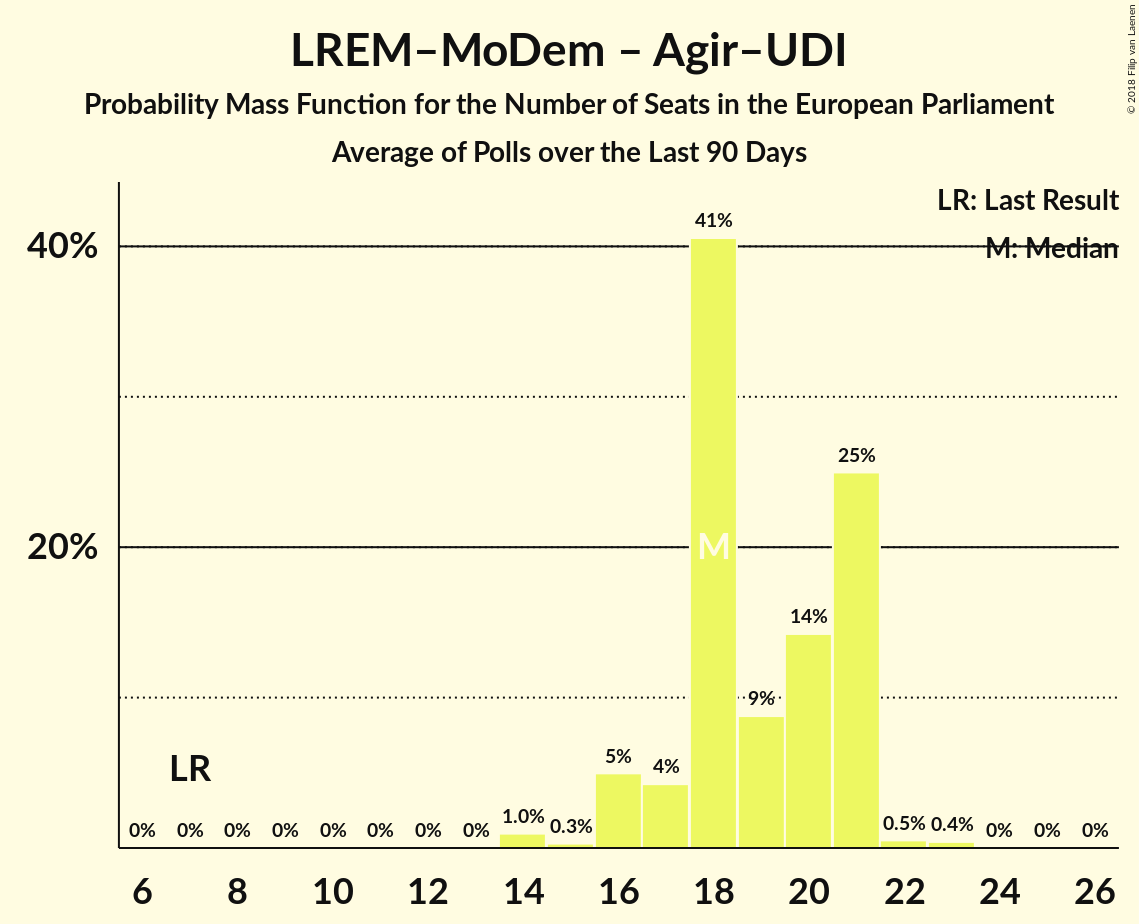 LREM–MoDem – Agir–UDI
Probability Mass Function for the Number of Seats in the European Parliament
Average of Polls over the Last 90 Days
© 2018 Filip van Laenen
LR: Last Result
M: Median
40%
20%
41%
25%
M
14%
9%
LR
5%
4%
0% 0% 0% 0% 0% 0% 0% 0% 1.0% 0.3% 0.5% 0.4% 0% 0% 0%
6 8 10 12 14 16 18 20 22 24 26